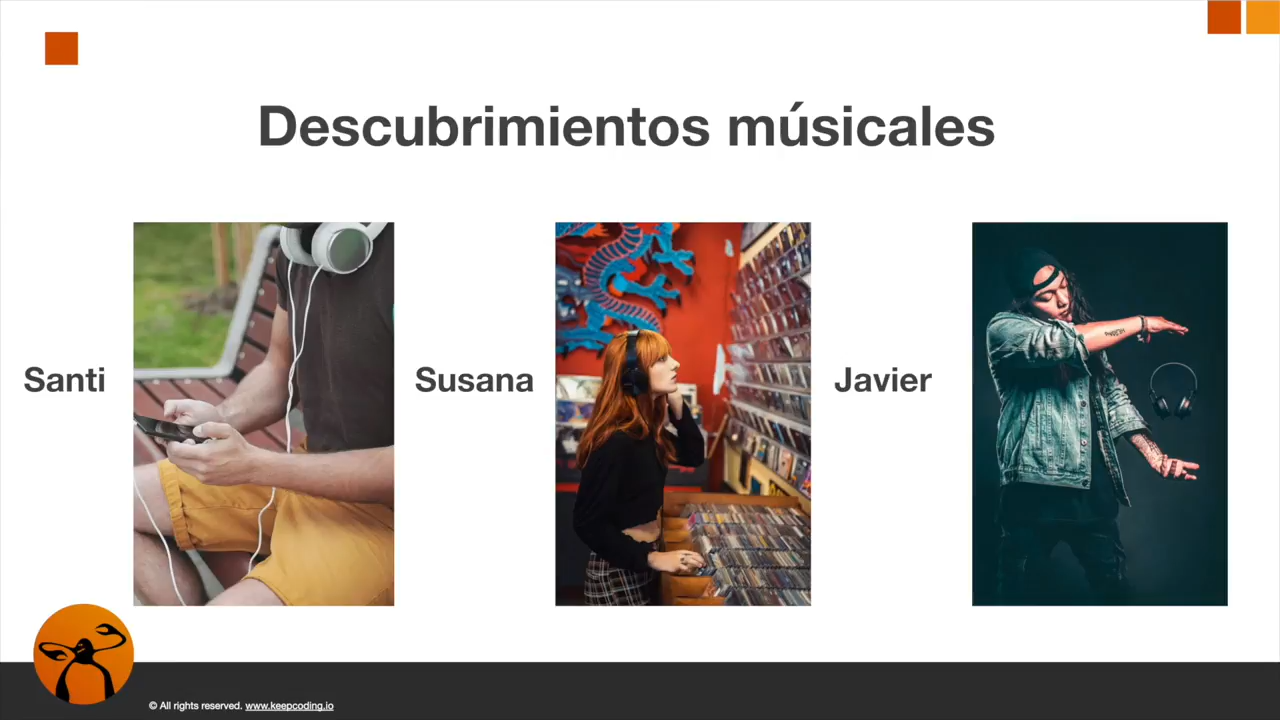 Descubrimientos músicales
Santi
Susana
Javier
© All rights reserved. www.keepcoding.io